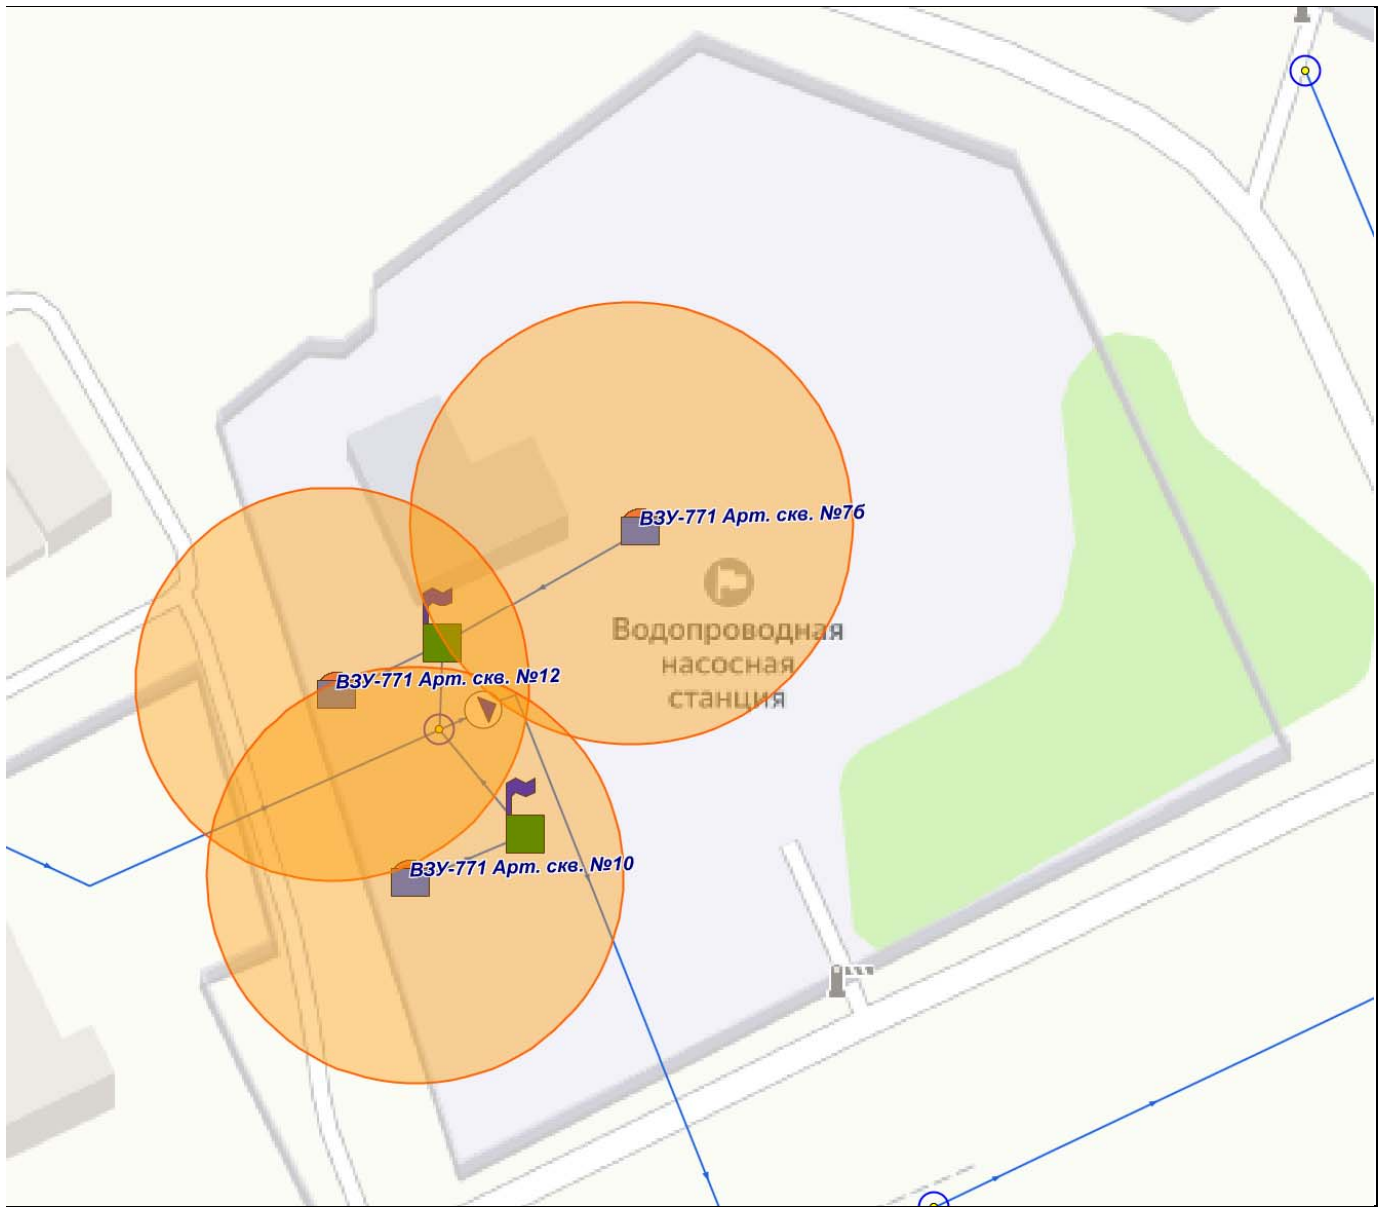 ВЗУ-771 Арт. скв. №7б
Водопроводная
насосная
станция
ВЗУ-771 Арт. скв. №12
ВЗУ-771 Арт. скв. №10